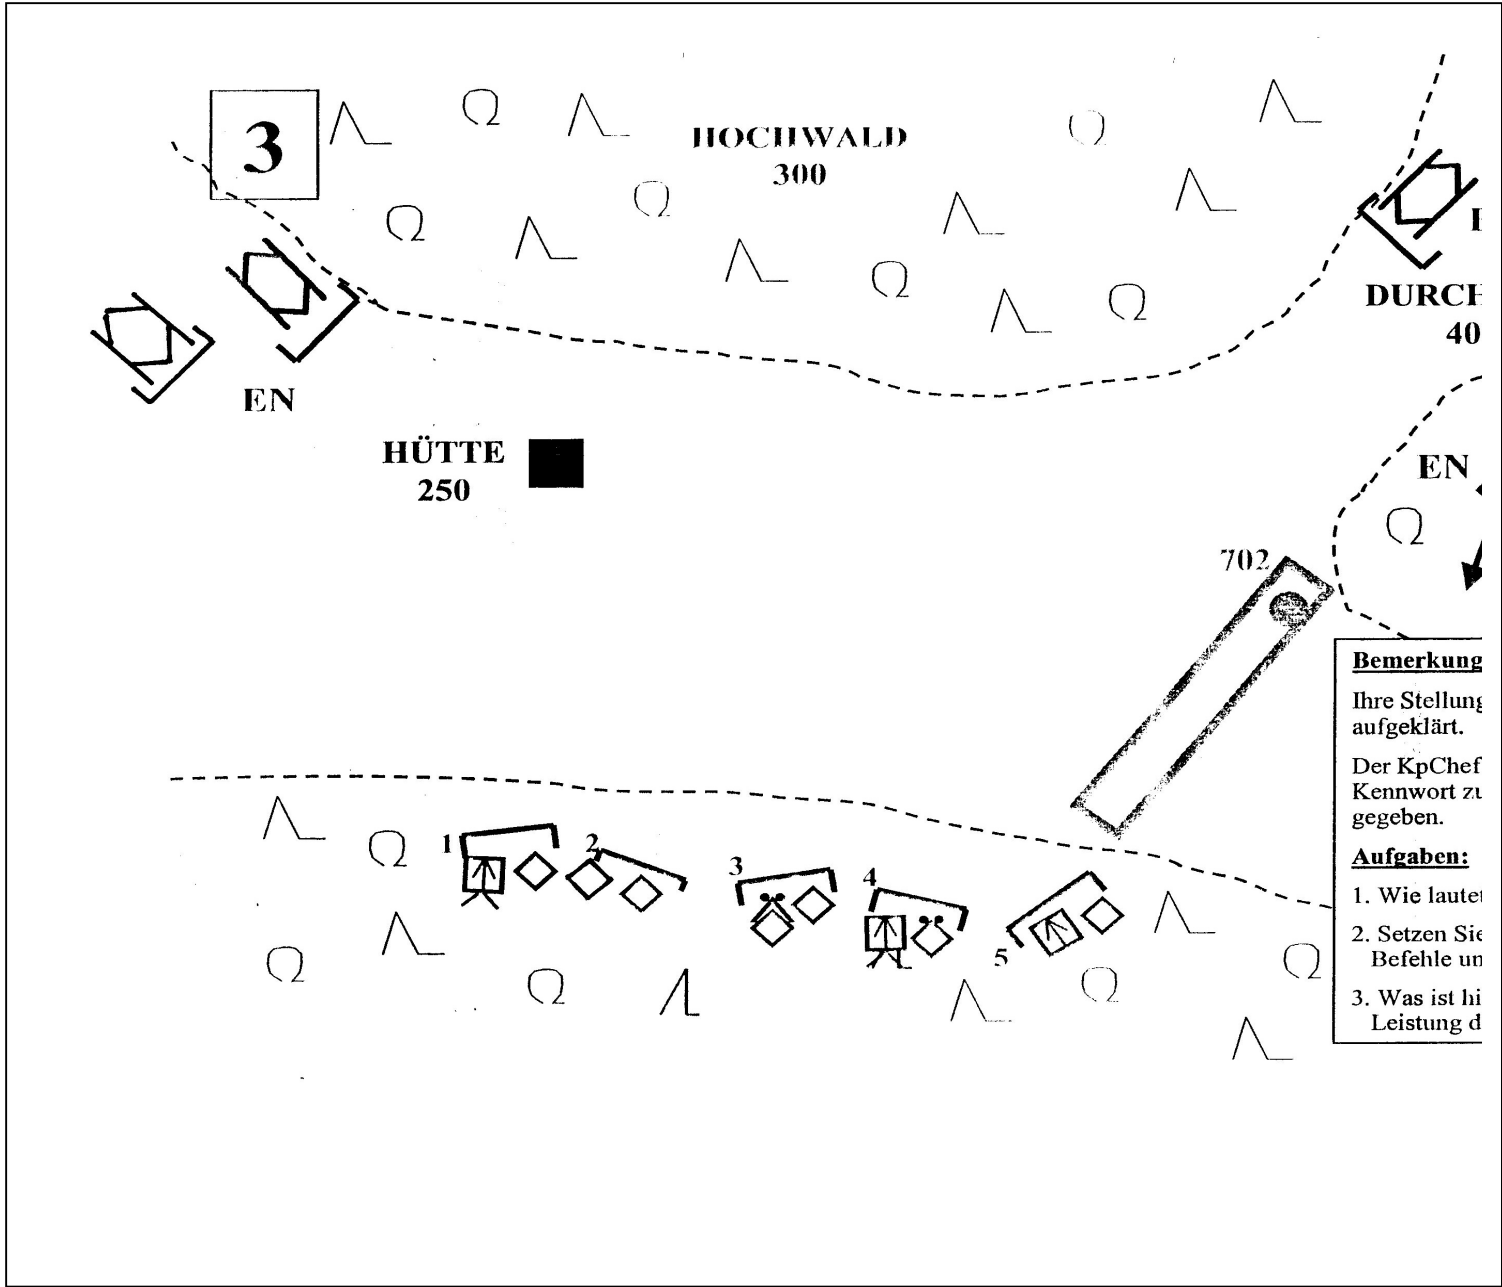 3
HOCHWALD
300
DURCH
40
EN
HÜTTE
250
EN
702
Bemerkung
Ihre Stellung
aufgeklärt.
Der KpChef
Kennwort zu
gegeben.
Aufgaben:
1. Wie lautet
2. Setzen Sie
Befehle un
3. Was ist hi
Leistung d
1
2
3
4
5